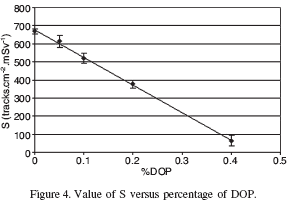 800
700
600
500
400
300
200
100
0
S (tracks.cm⁻².mSv⁻¹)
0 0.1 0.2 0.3 0.4 0.5
%DOP
Figure 4. Value of S versus percentage of DOP.